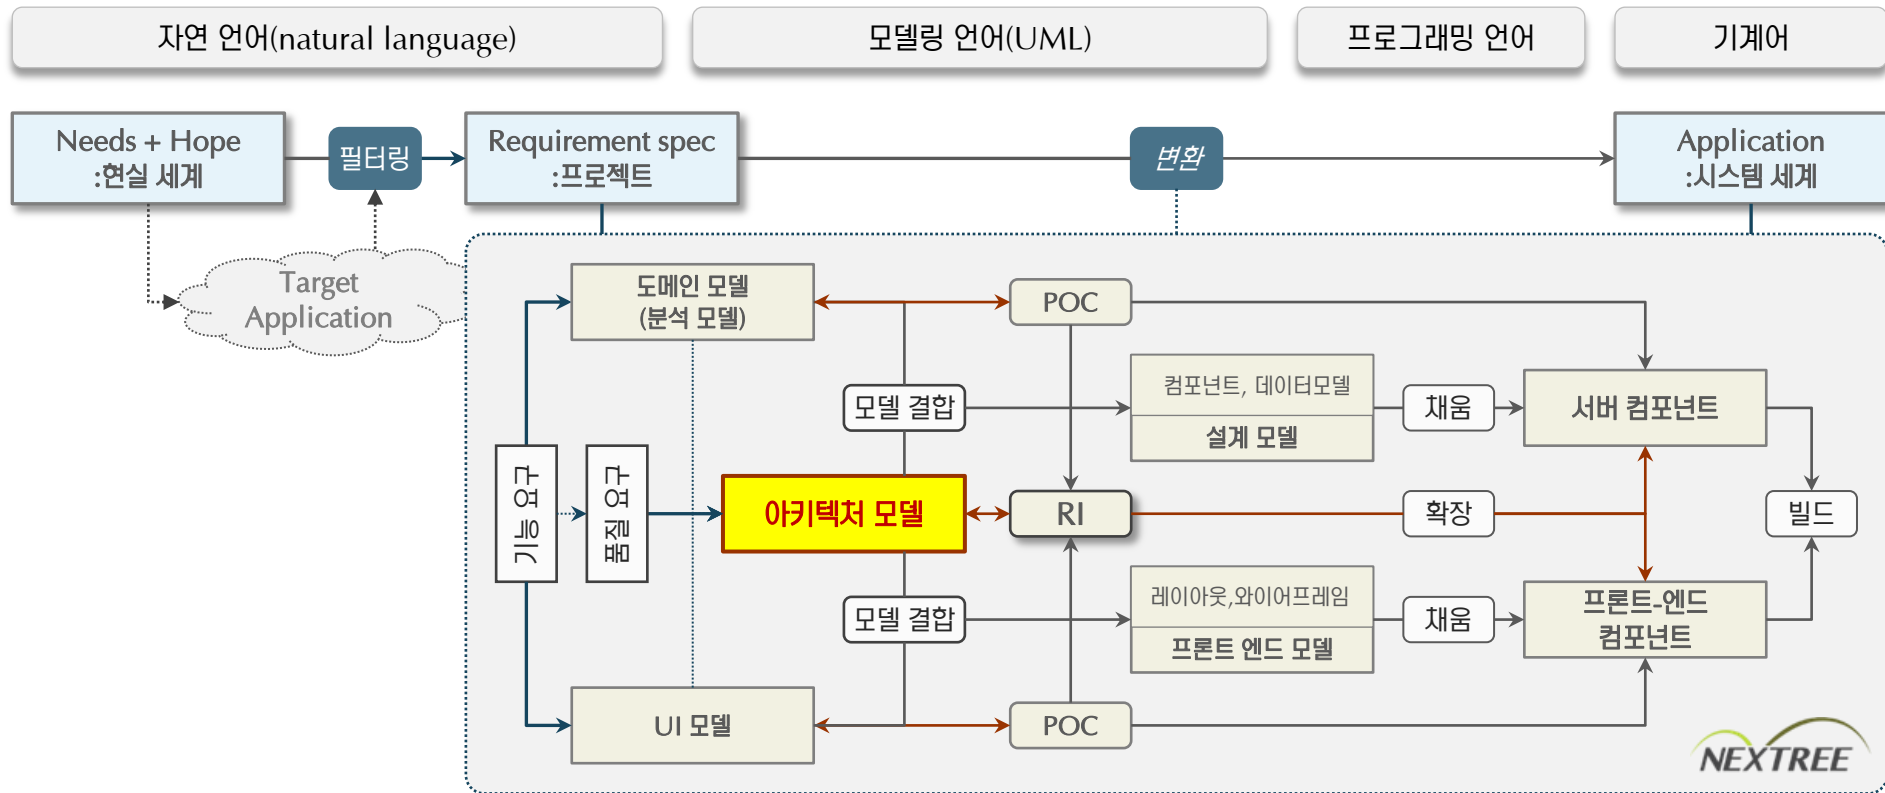 자연 언어(natural language)
모델링 언어(UML)
프로그래밍 언어
기계어
Needs + Hope
:현실 세계
필터링
Requirement spec
:프로젝트
변환
Application
:시스템 세계
Target
Application
도메인 모델
(분석 모델)
POC
모델 결합
컴포넌트, 데이터모델
설계 모델
채움
서버 컴포넌트
기능 요구
품질 요구
아키텍처 모델
RI
확장
빌드
모델 결합
레이아웃,와이어프레임
프론트 엔드 모델
채움
프론트-엔드
컴포넌트
UI 모델
POC
NEXTREE